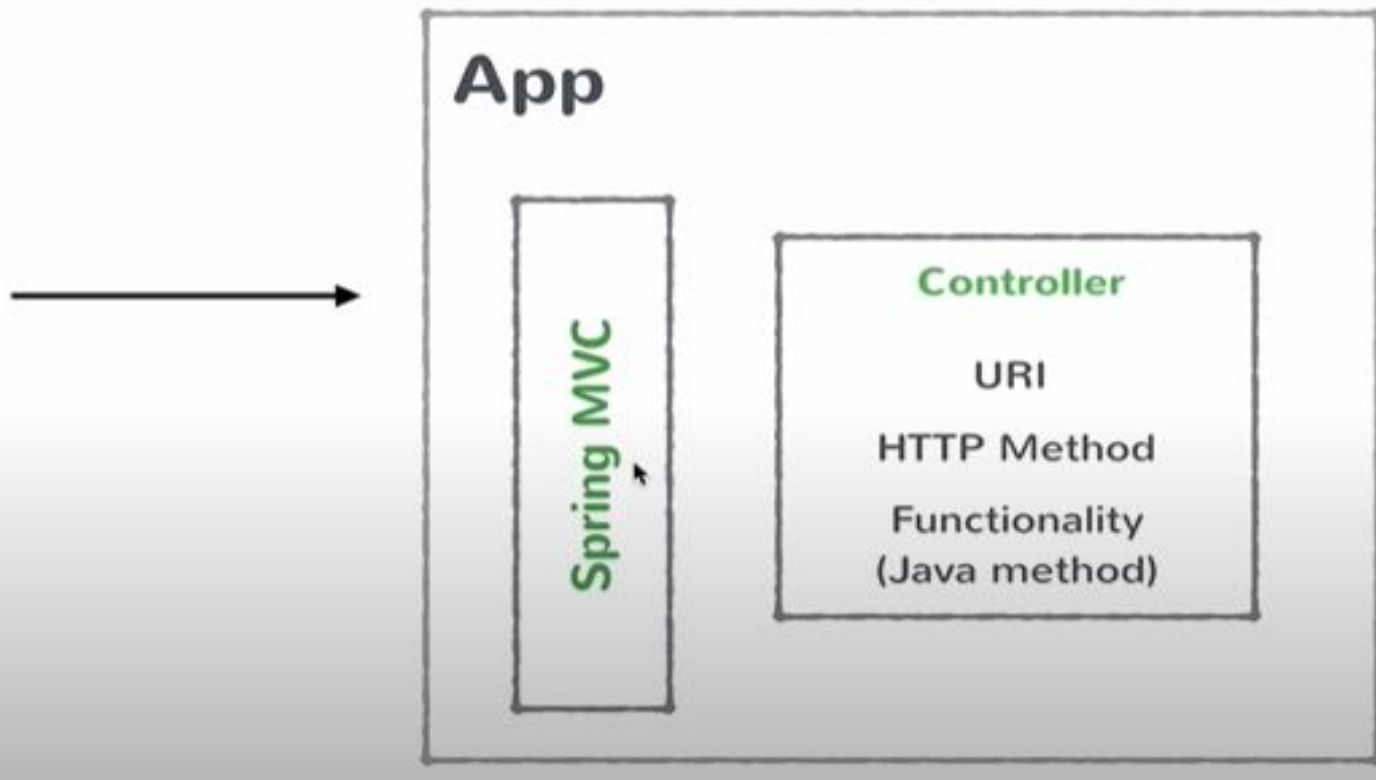 App
Spring MVC
Controller
URI
HTTP Method
Functionality
(Java method)